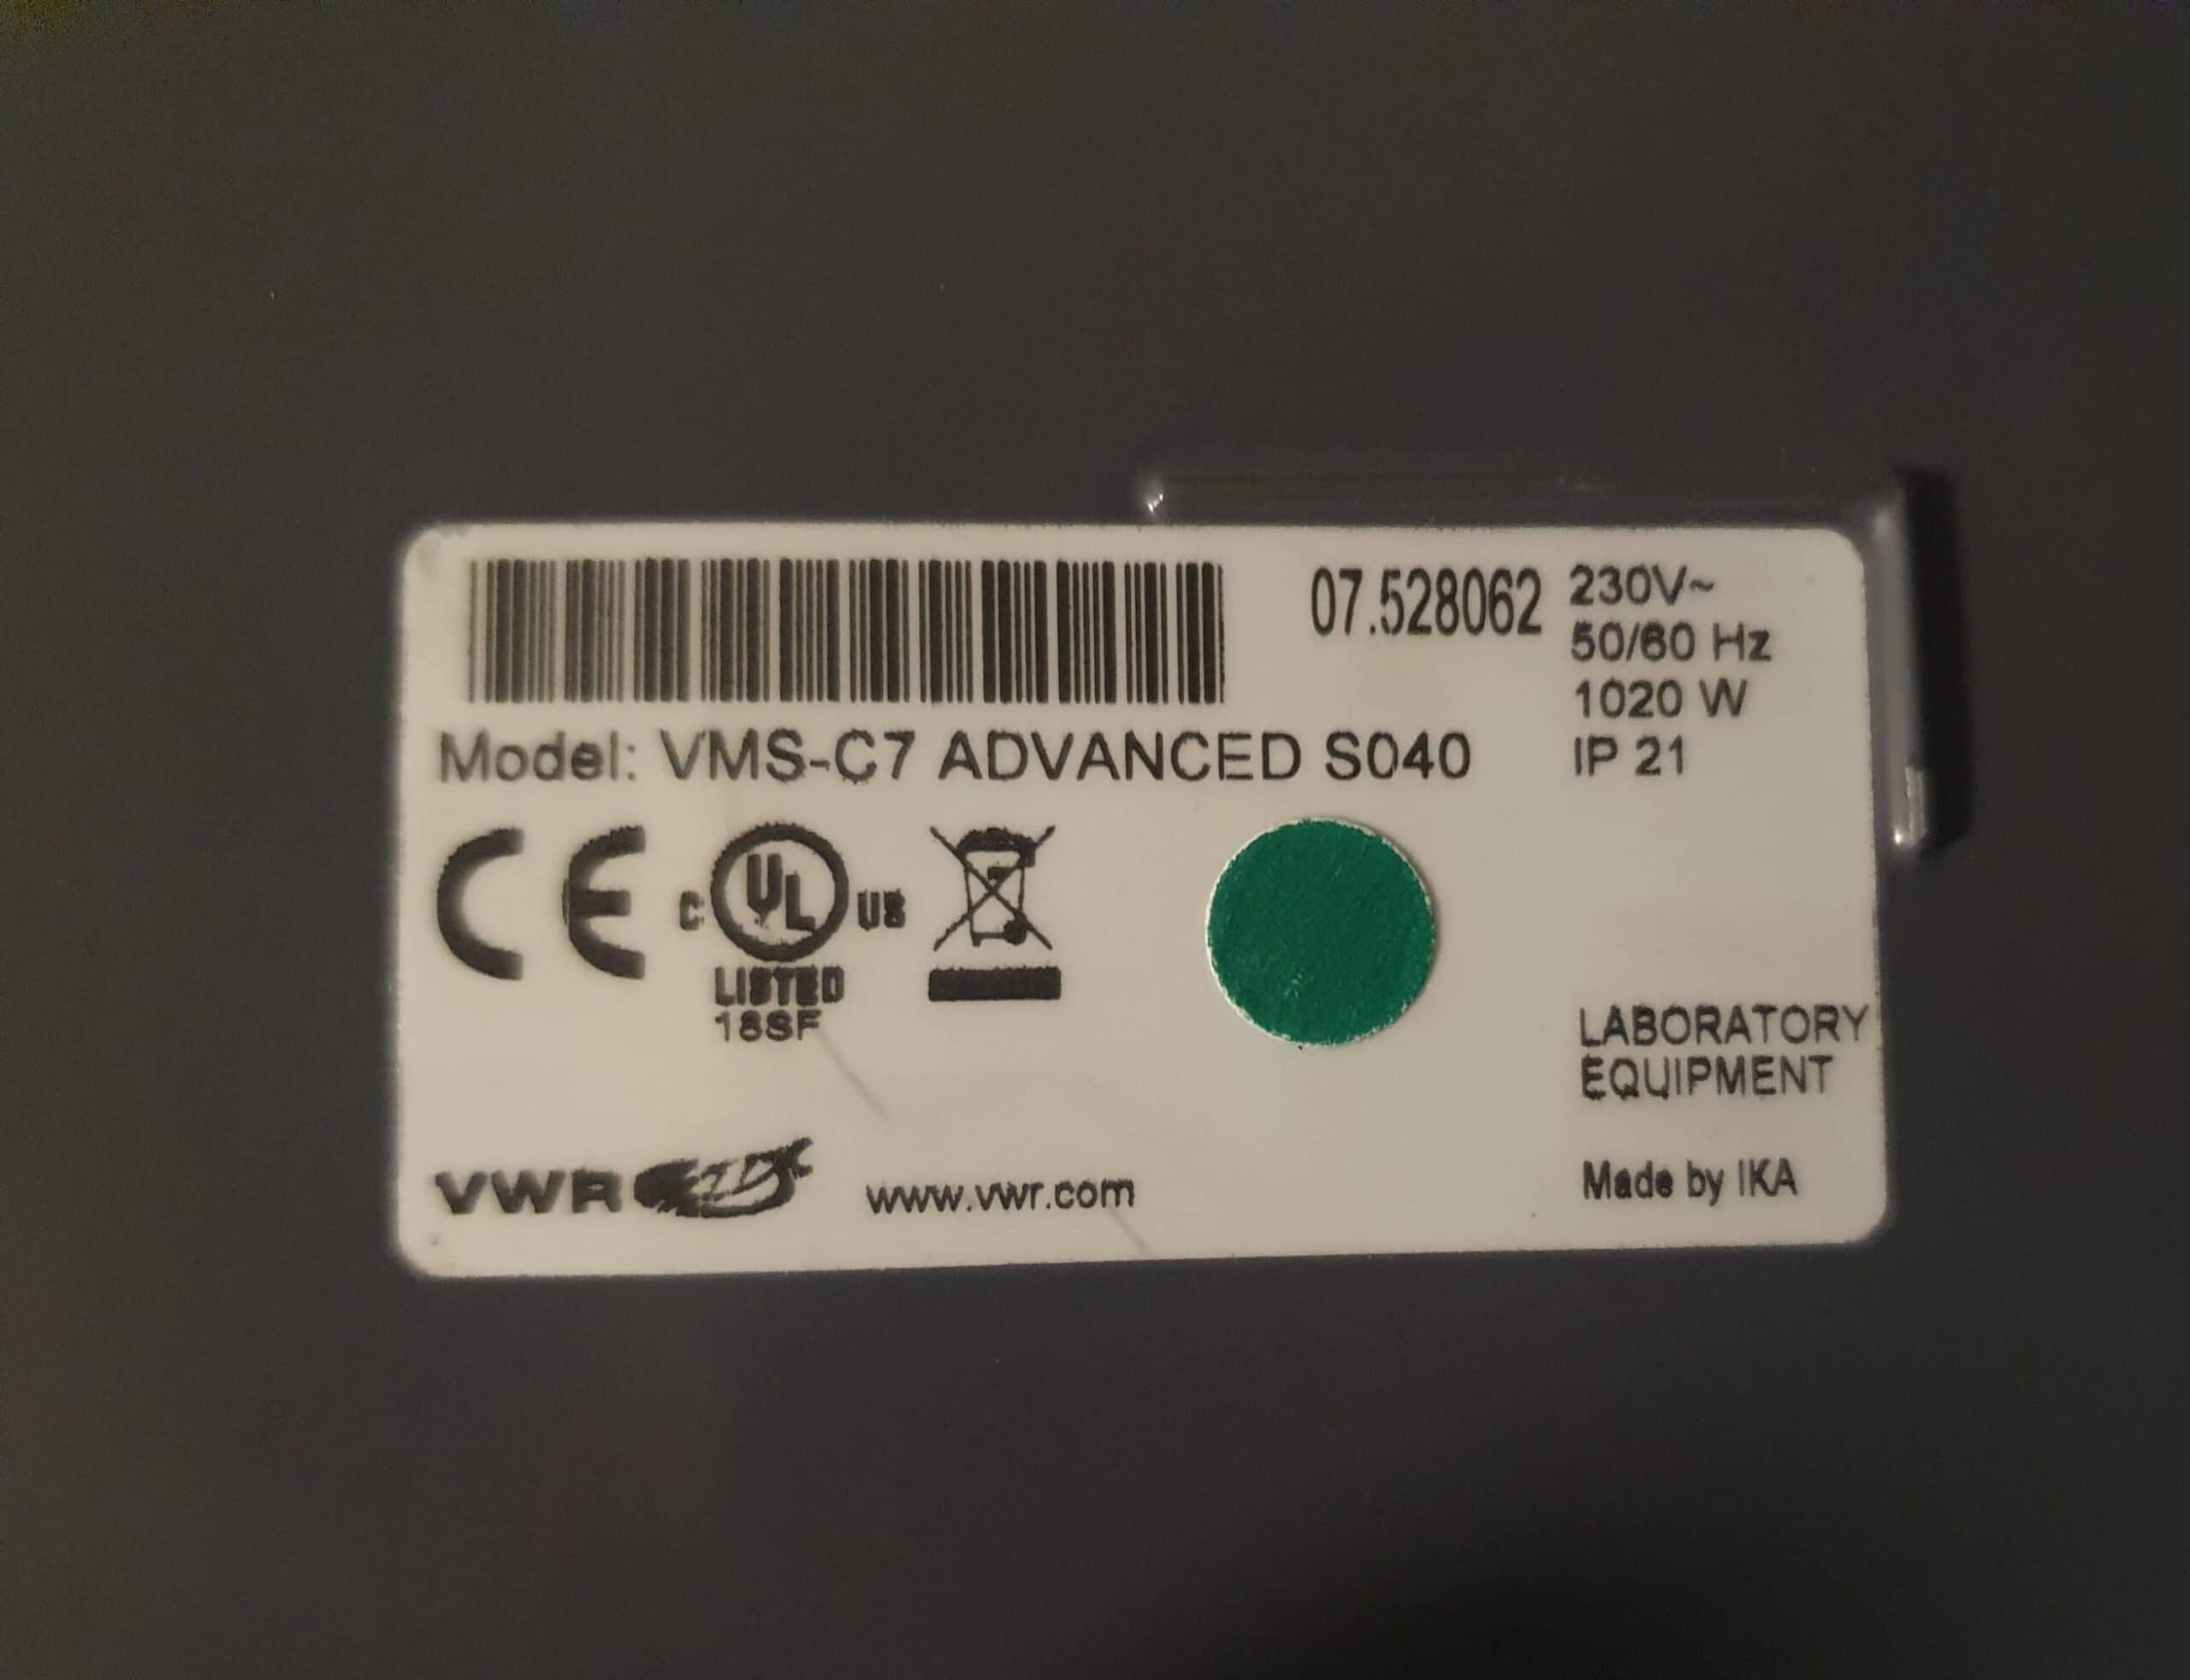 07.528062
230V~
50/60 Hz
1020 W
IP 21
Model: VMS-C7 ADVANCED S040
CE
C UL US
LISTED
18SF
LABORATORY
EQUIPMENT
VWR
www.vwr.com
Made by IKA